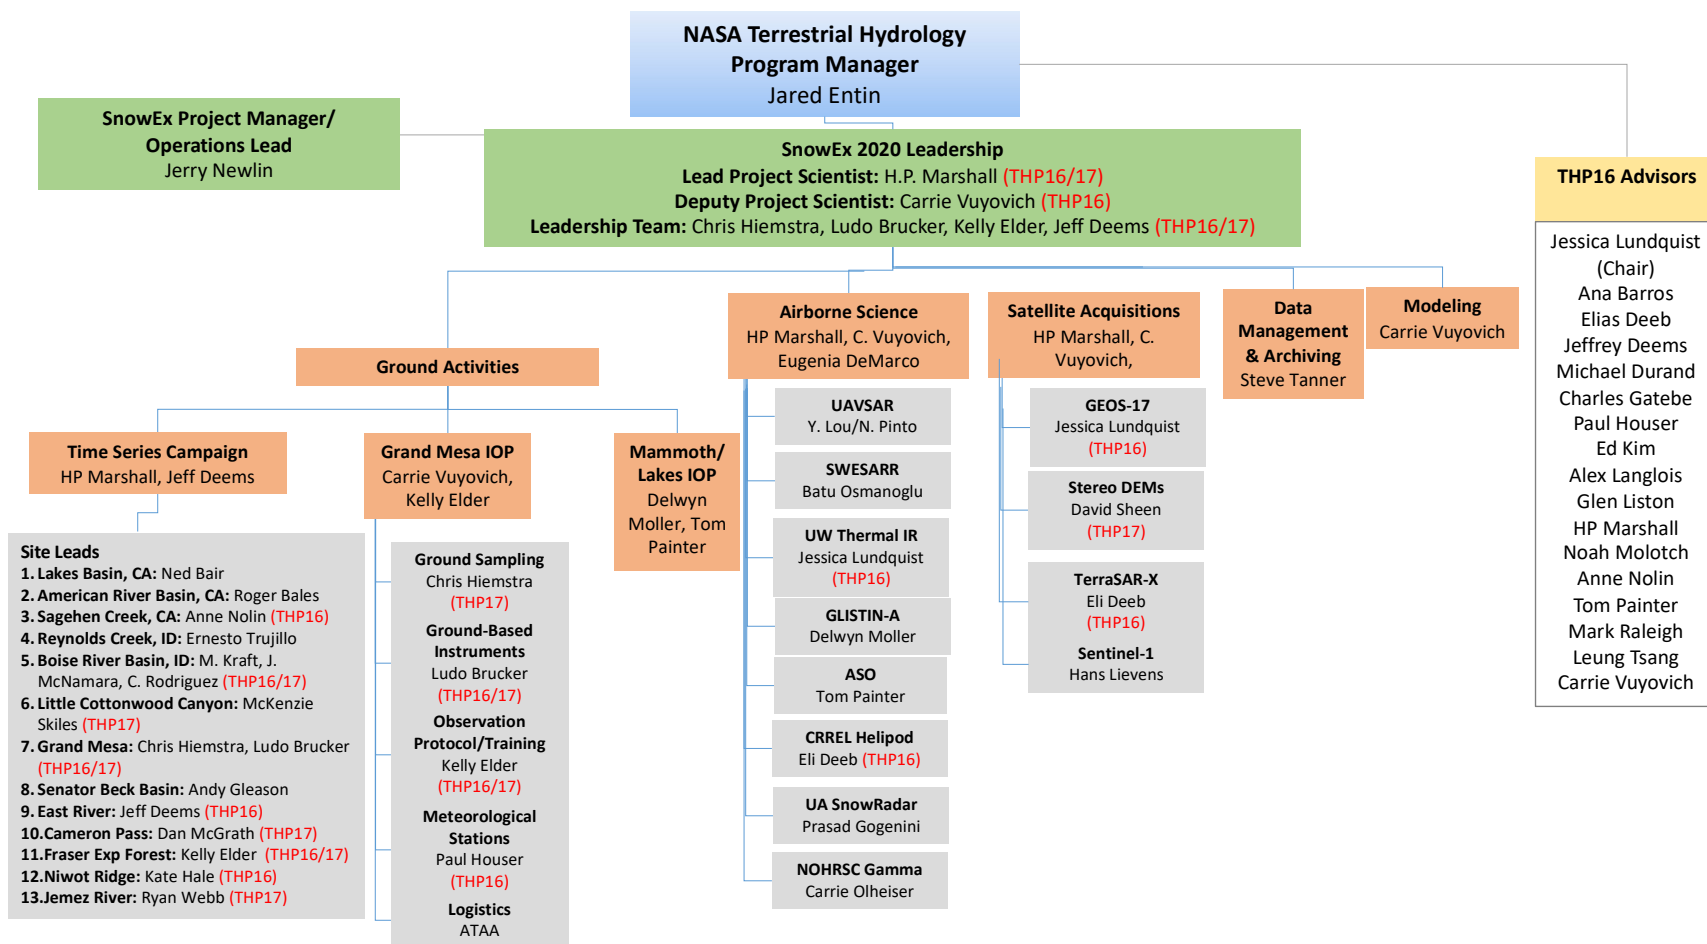 NASA Terrestrial Hydrology
Program Manager
Jared Entin
SnowEx Project Manager/
Operations Lead
Jerry Newlin
SnowEx 2020 Leadership
Lead Project Scientist: H.P. Marshall (THP16/17)
Deputy Project Scientist: Carrie Vuyovich (THP16)
Leadership Team: Chris Hiemstra, Ludo Brucker, Kelly Elder, Jeff Deems (THP16/17)
THP16 Advisors
Jessica Lundquist
(Chair)
Ana Barros
Elias Deeb
Jeffrey Deems
Michael Durand
Charles Gatebe
Paul Houser
Ed Kim
Alex Langlois
Glen Liston
HP Marshall
Noah Molotch
Anne Nolin
Tom Painter
Mark Raleigh
Leung Tsang
Carrie Vuyovich
Ground Activities
Time Series Campaign
HP Marshall, Jeff Deems
Site Leads
1. Lakes Basin, CA: Ned Bair
2. American River Basin, CA: Roger Bales
3. Sagehen Creek, CA: Anne Nolin (THP16)
4. Reynolds Creek, ID: Ernesto Trujillo
5. Boise River Basin, ID: M. Kraft, J.
McNamara, C. Rodriguez (THP16/17)
6. Little Cottonwood Canyon: McKenzie
Skiles (THP17)
7. Grand Mesa: Chris Hiemstra, Ludo Brucker
(THP16/17)
8. Senator Beck Basin: Andy Gleason
9. East River: Jeff Deems (THP16)
10. Cameron Pass: Dan McGrath (THP17)
11.Fraser Exp Forest: Kelly Elder (THP16/17)
12.Niwot Ridge: Kate Hale (THP16)
13.Jemez River: Ryan Webb (THP17)
Grand Mesa IOP
Carrie Vuyovich,
Kelly Elder
Ground Sampling
Chris Hiemstra
(THP17)
Ground-Based
Instruments
Ludo Brucker
(THP16/17)
Observation
Protocol/Training
Kelly Elder
(THP16/17)
Meteorological
Stations
Paul Houser
(THP16)
Logistics
ATAA
Mammoth/
Lakes IOP
Delwyn
Moller, Tom
Painter
Airborne Science
HP Marshall, C. Vuyovich,
Eugenia DeMarco
UAVSAR
Y. Lou/N. Pinto
SWESARR
Batu Osmanoglu
UW Thermal IR
Jessica Lundquist
(THP16)
GLISTIN-A
Delwyn Moller
ASO
Tom Painter
CRREL Helipod
Eli Deeb (THP16)
UA SnowRadar
Prasad Gogenini
NOHRSC Gamma
Carrie Olheiser
Satellite Acquisitions
HP Marshall, C.
Vuyovich,
GEOS-17
Jessica Lundquist
(THP16)
Stereo DEMs
David Sheen
(THP17)
TerraSAR-X
Eli Deeb
(THP16)
Sentinel-1
Hans Lievens
Data
Management
& Archiving
Steve Tanner
Modeling
Carrie Vuyovich